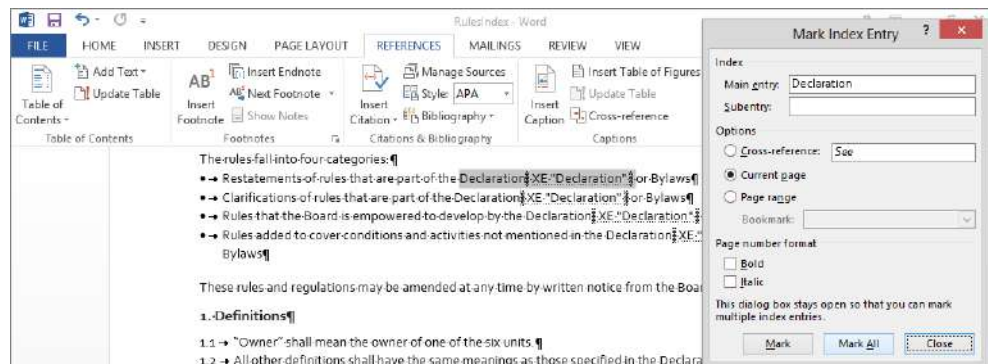 RulesIndex - Word
FILE HOME INSERT DESIGN PAGE LAYOUT REFERENCES MAILINGS REVIEW VIEW
Table of Contents
Add Text
Update Table
Table of Contents
AB1
Insert Footnote
Insert Endnote
AB1 Next Footnote
Show Notes
Footnotes
Insert Citation
Manage Sources
Style: APA
Bibliography
Citations & Bibliography
Insert Caption
Insert Table of Figures
Update Table
Cross-reference
Captions
The rules fall into four categories:¶
Restatements of rules that are part of the Declaration XE "Declaration" or Bylaws¶
Clarifications of rules that are part of the Declaration XE "Declaration" or Bylaws¶
Rules that the Board is empowered to develop by the Declaration XE "Declaration"
Rules added to cover conditions and activities not mentioned in the Declaration XE "
Bylaws¶
These rules and regulations may be amended at any time by written notice from the Boar
1. Definitions¶
1.1 "Owner" shall mean the owner of one of the six units. ¶
1.2 All other definitions shall have the same meanings as those specified in the Declara
Mark Index Entry ? ×
Index
Main entry: Declaration
Subentry:
Options
Cross-reference: See
Current page
Page range
Bookmark:
Page number format
Bold
Italic
This dialog box stays open so that you can mark
multiple index entries.
Mark Mark All Close